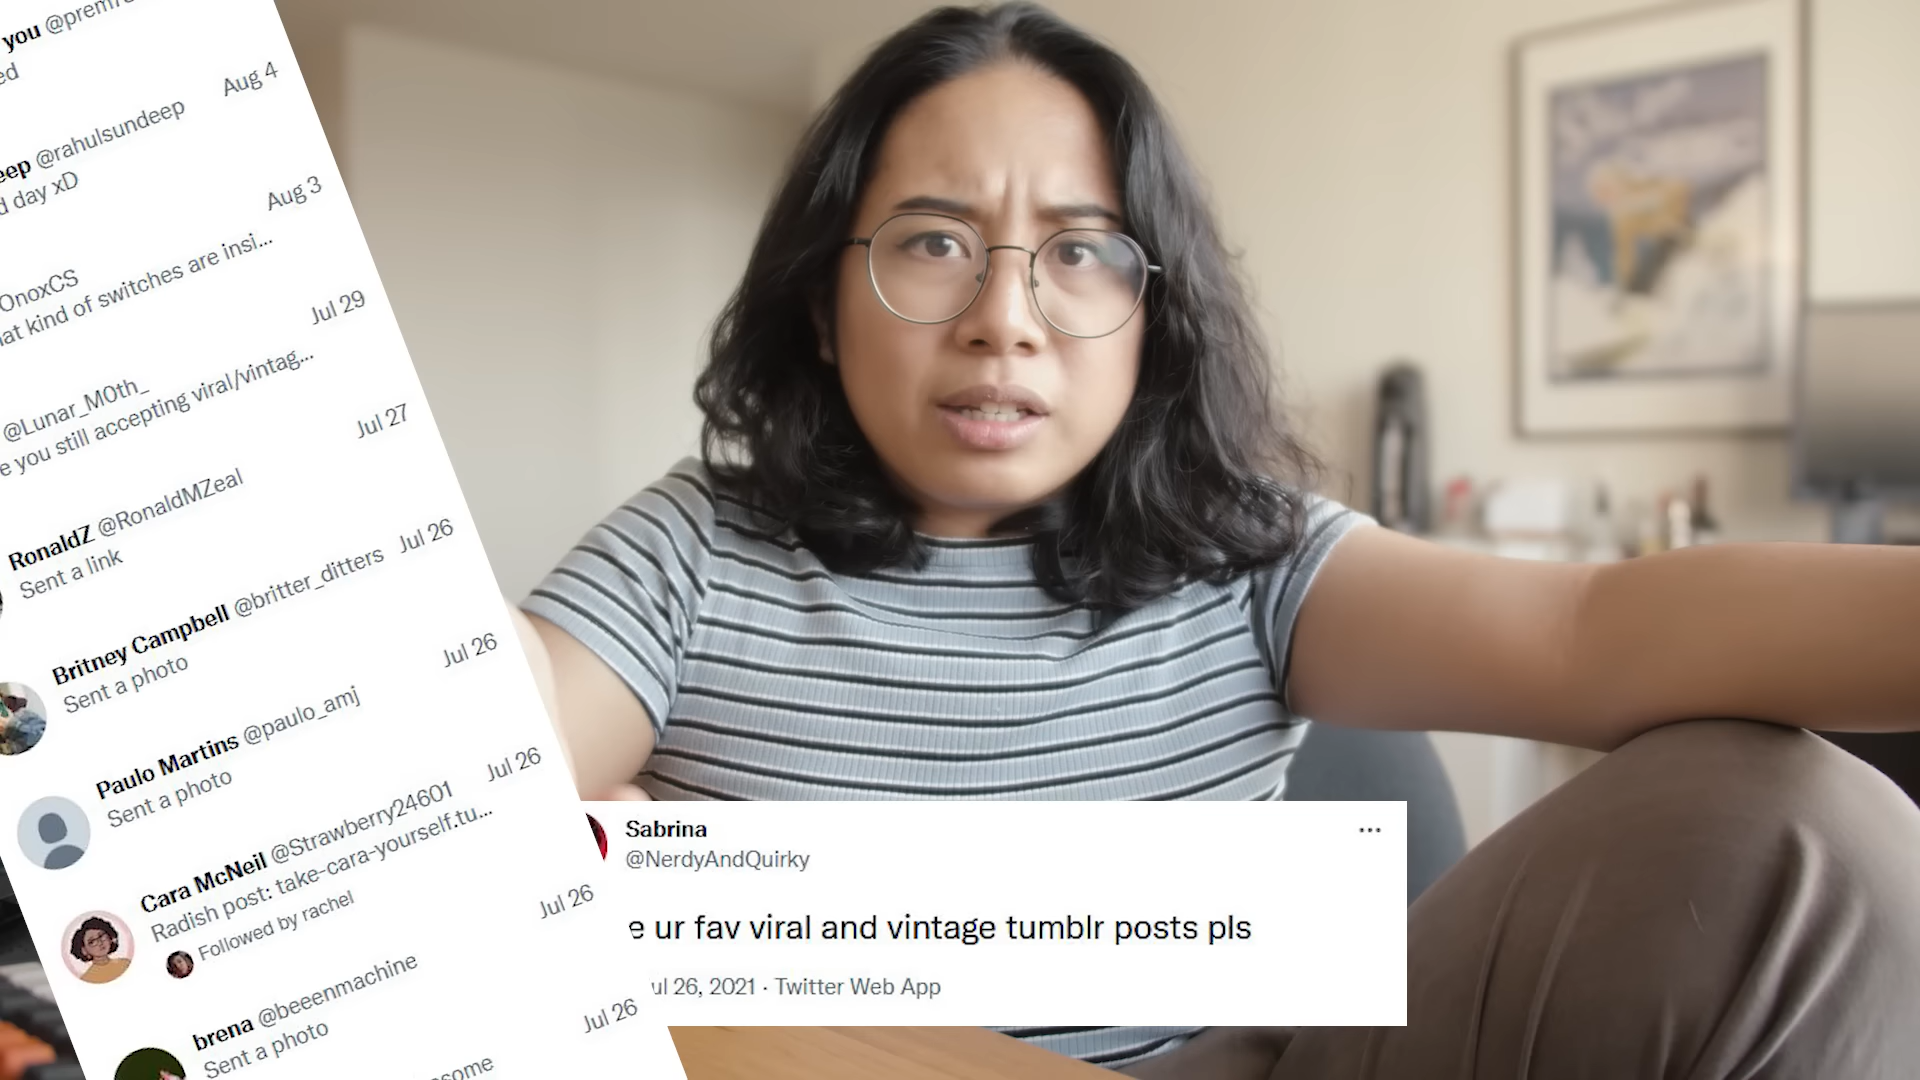 you @premr
ed
Aug 4
eep @rahulsundeep
d day xD
Aug 3
OnoxCS
at kind of switches are insi...
Jul 29
@Lunar_M0th_
e you still accepting viral/vintag...
Jul 27
RonaldZ @RonaldMZeal
Sent a link
Jul 26
Britney Campbell @britter_ditters
Sent a photo
Jul 26
Paulo Martins @paulo_amj
Sent a photo
Jul 26
Cara McNeil @Strawberry24601
Radish post: take-cara-yourself.tu...
Followed by rachel
Jul 26
brena @beeenmachine
Sent a photo
Jul 26
some
Sabrina
@NerdyAndQuirky
e ur fav viral and vintage tumblr posts pls
ul 26, 2021 · Twitter Web App